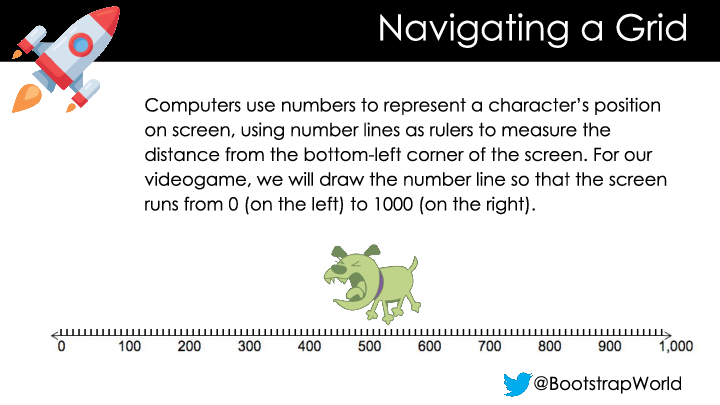 Navigating a Grid
Computers use numbers to represent a character's position
on screen, using number lines as rulers to measure the
distance from the bottom-left corner of the screen. For our
videogame, we will draw the number line so that the screen
runs from 0 (on the left) to 1000 (on the right).
0 100 200 300 400 500 600 700 800 900 1,000
@BootstrapWorld